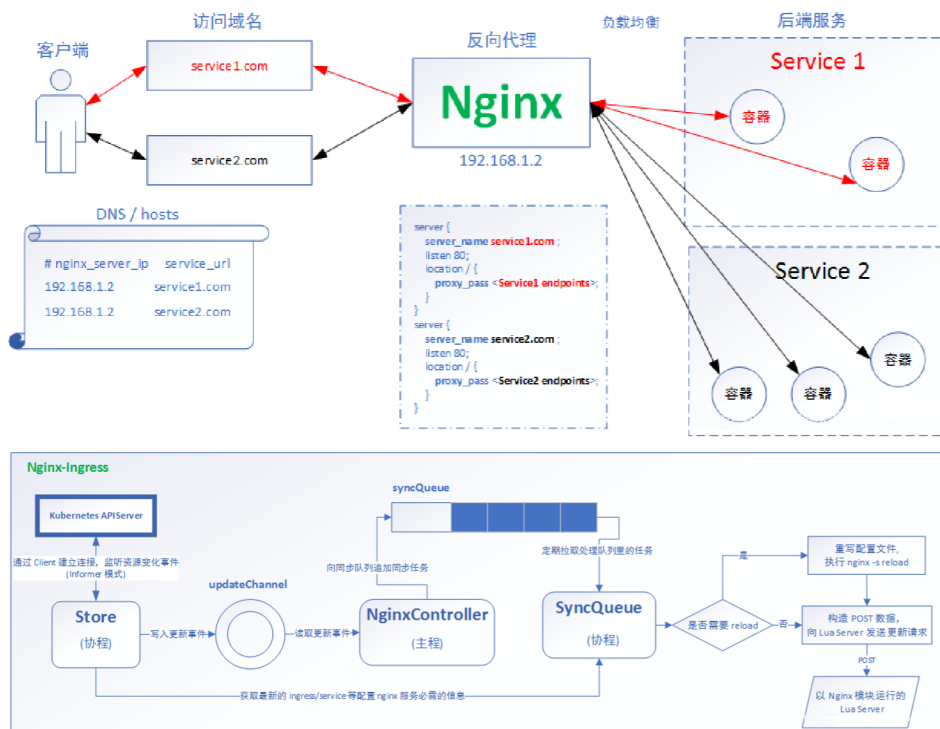 访问域名
负载均衡
后端服务
客户端
反向代理
service1.com
Nginx
Service 1
容器
容器
service2.com
192.168.1.2
DNS / hosts
# nginx_server_ip service_url
192.168.1.2 service1.com
192.168.1.2 service2.com
server {
server_name service1.com ;
listen 80;
location / {
proxy_pass <Service1 endpoints>;
}
}
server {
server_name service2.com ;
listen 80;
location / {
proxy_pass <Service2 endpoints>;
}
}
Service 2
容器
容器
容器
Nginx-Ingress
Kubernetes APIServer
通过 Client 建立连接，监听资源变化事件
(Informer 模式)
Store
(协程)
写入更新事件
updateChannel
读取更新事件
NginxController
(主程)
向同步队列追加同步任务
syncQueue
定期拉取处理队列里的任务
SyncQueue
(协程)
获取最新的 ingress/service 等配置 nginx 服务必需的信息
是否需要 reload
是
否
重写配置文件,
执行 nginx -s reload
构造 POST 数据，
向 Lua Server 发送更新请求
POST
以 Nginx 模块运行的
Lua Server